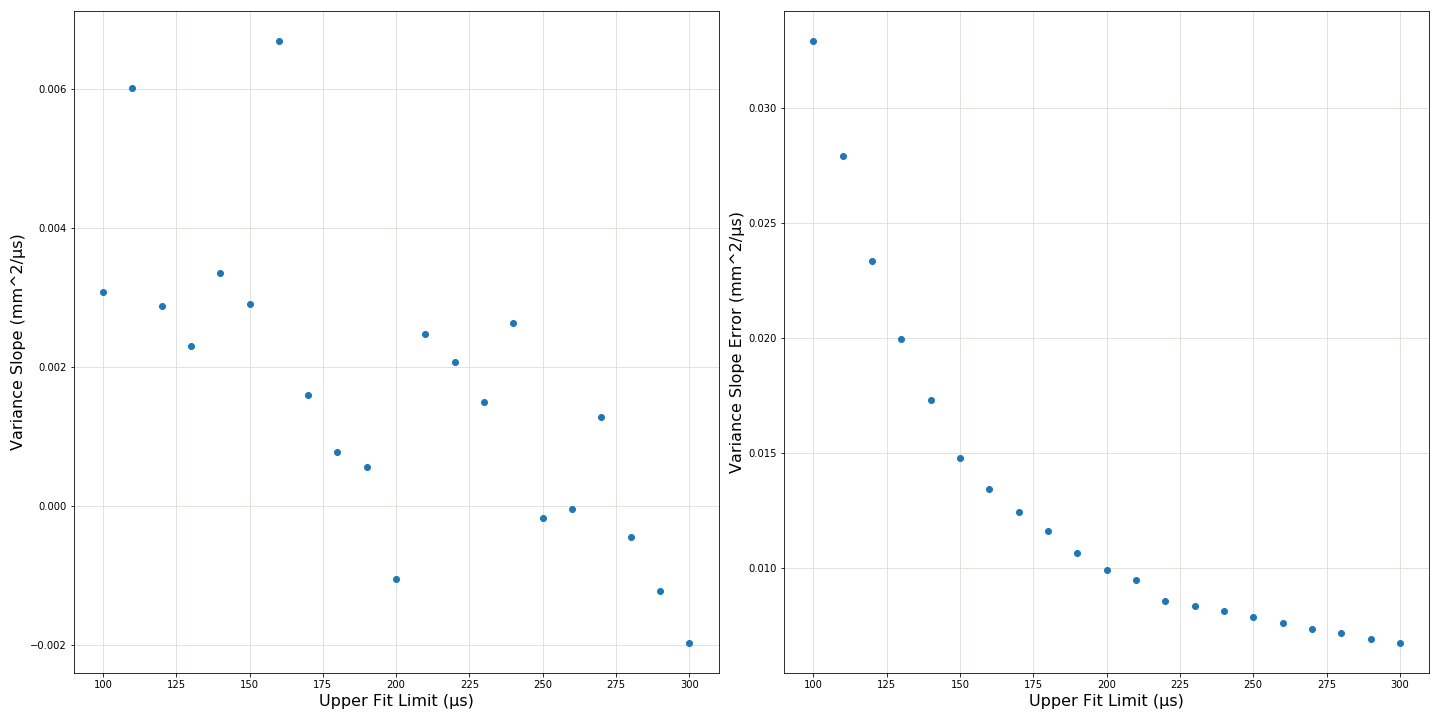 0.006
0.004
0.002
0.000
−0.002
Variance Slope (mm^2/μs)
100 125 150 175 200 225 250 275 300
Upper Fit Limit (μs)
0.030
0.025
0.020
0.015
0.010
Variance Slope Error (mm^2/μs)
100 125 150 175 200 225 250 275 300
Upper Fit Limit (μs)